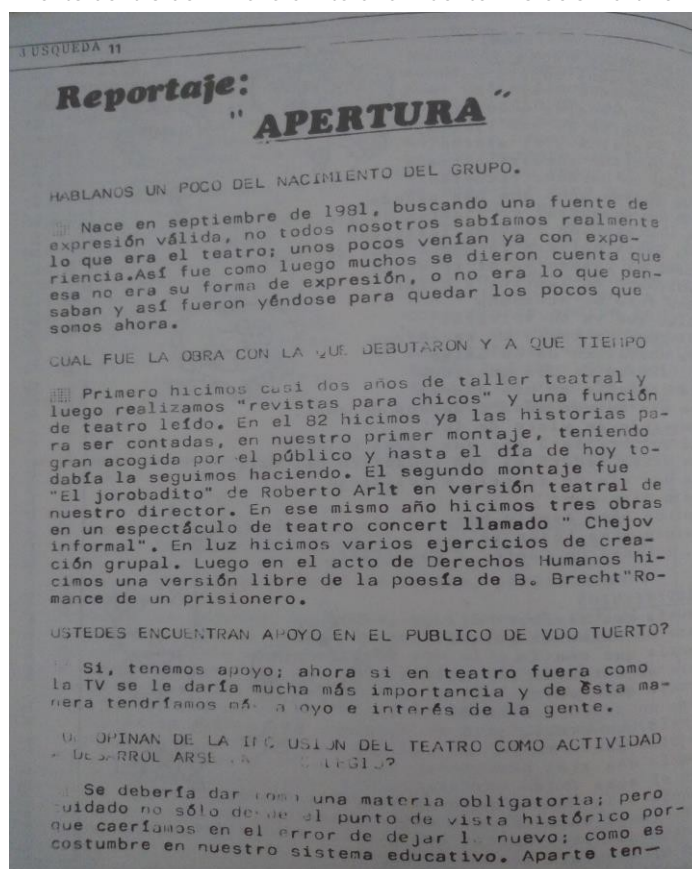 BUSQUEDA 11
Reportaje:
"APERTURA"
HABLANOS UN POCO DEL NACIMIENTO DEL GRUPO.
Nace en septiembre de 1981, buscando una fuente de
expresión válida, no todos nosotros sabíamos realmente
lo que era el teatro; unos pocos venían ya con expe-
riencia.Así fue como luego muchos se dieron cuenta que
esa no era su forma de expresión, o no era lo que pen-
saban y así fueron yéndose para quedar los pocos que
somos ahora.
CUAL FUE LA OBRA CON LA QUE DEBUTARON Y A QUE TIEMPO
Primero hicimos casi dos años de taller teatral y
luego realizamos "revistas para chicos" y una función
de teatro leído. En el 82 hicimos ya las historias pa-
ra ser contadas, en nuestro primer montaje, teniendo
gran acogida por el público y hasta el día de hoy to-
dabía la seguimos haciendo. El segundo montaje fue
"El jorobadito" de Roberto Arlt en versión teatral de
nuestro director. En ese mismo año hicimos tres obras
en un espectáculo de teatro concert llamado " Chejov
informal". En luz hicimos varios ejercicios de crea-
ción grupal. Luego en el acto de Derechos Humanos hi-
cimos una versión libre de la poesía de B. Brecht"Ro-
mance de un prisionero.
USTEDES ENCUENTRAN APOYO EN EL PUBLICO DE VDO TUERTO?
Si, tenemos apoyo; ahora si en teatro fuera como
la TV se le daría mucha más importancia y de ésta ma-
nera tendríamos más apoyo e interés de la gente.
OPINAN DE LA INCLUSION DEL TEATRO COMO ACTIVIDAD
A DESARROLLARSE COLEGIO?
Se debería dar como una materia obligatoria; pero
cuidado no sólo desde el punto de vista histórico por-
que caeríamos en el error de dejar lo nuevo; como es
costumbre en nuestro sistema educativo. Aparte ten-